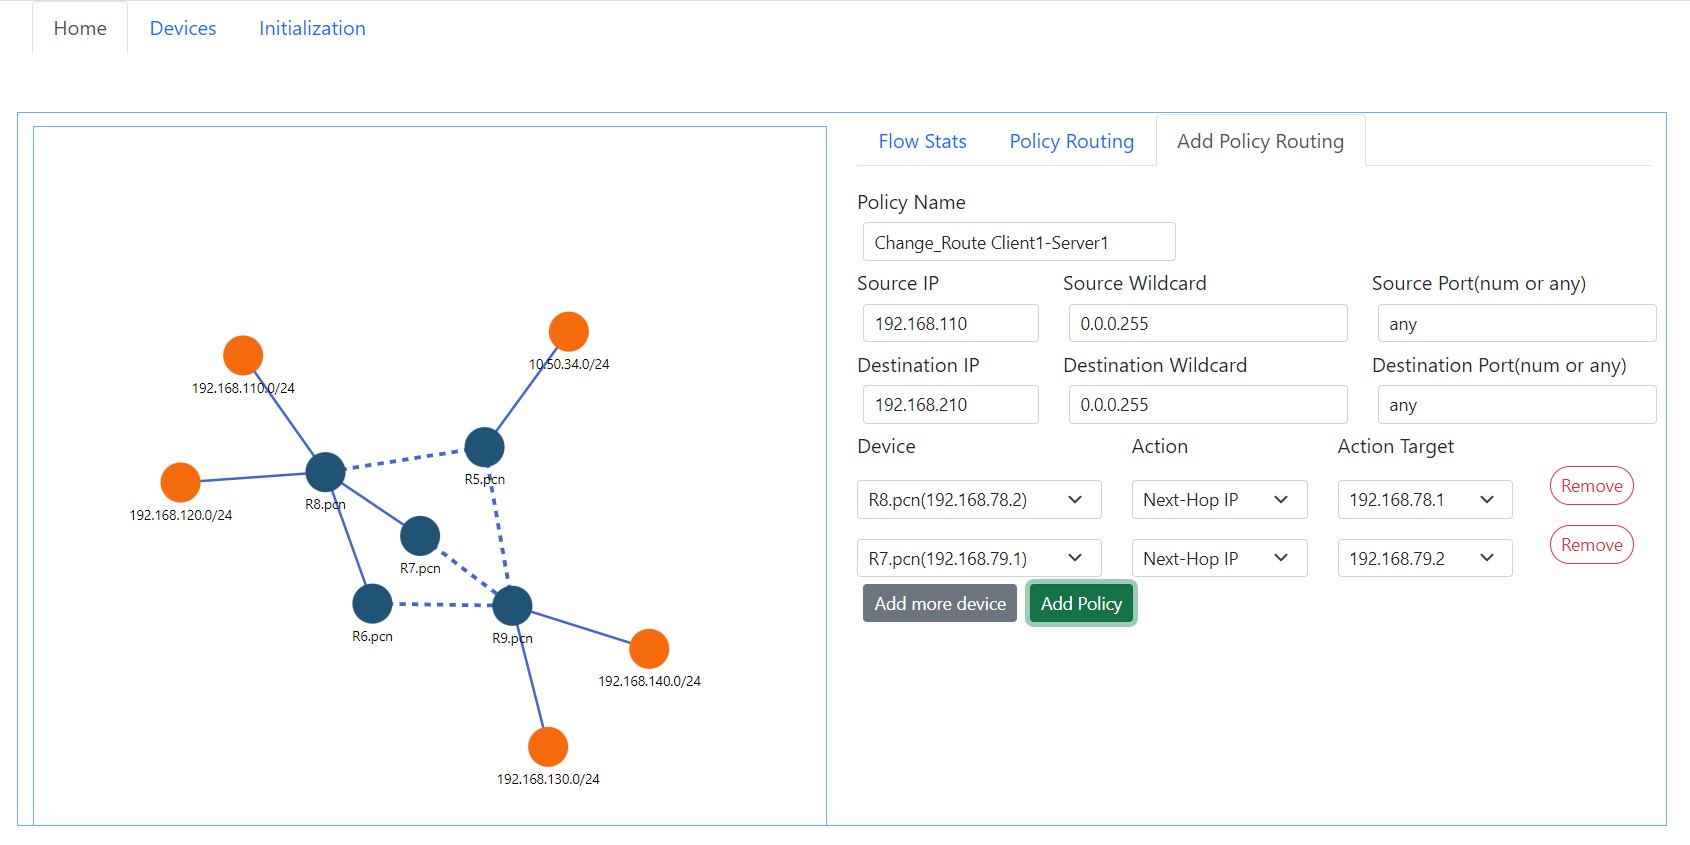 Home Devices Initialization
Flow Stats Policy Routing Add Policy Routing
Policy Name
Change_Route Client1-Server1
Source IP Source Wildcard Source Port(num or any)
192.168.110 0.0.0.255 any
Destination IP Destination Wildcard Destination Port(num or any)
192.168.210 0.0.0.255 any
Device Action Action Target
R8.pcn(192.168.78.2) Next-Hop IP 192.168.78.1 Remove
R7.pcn(192.168.79.1) Next-Hop IP 192.168.79.2 Remove
Add more device Add Policy
10.50.34.0/24
192.168.110.0/24
R5.pcn
R8.pcn
192.168.120.0/24
R7.pcn
R6.pcn
R9.pcn
192.168.140.0/24
192.168.130.0/24